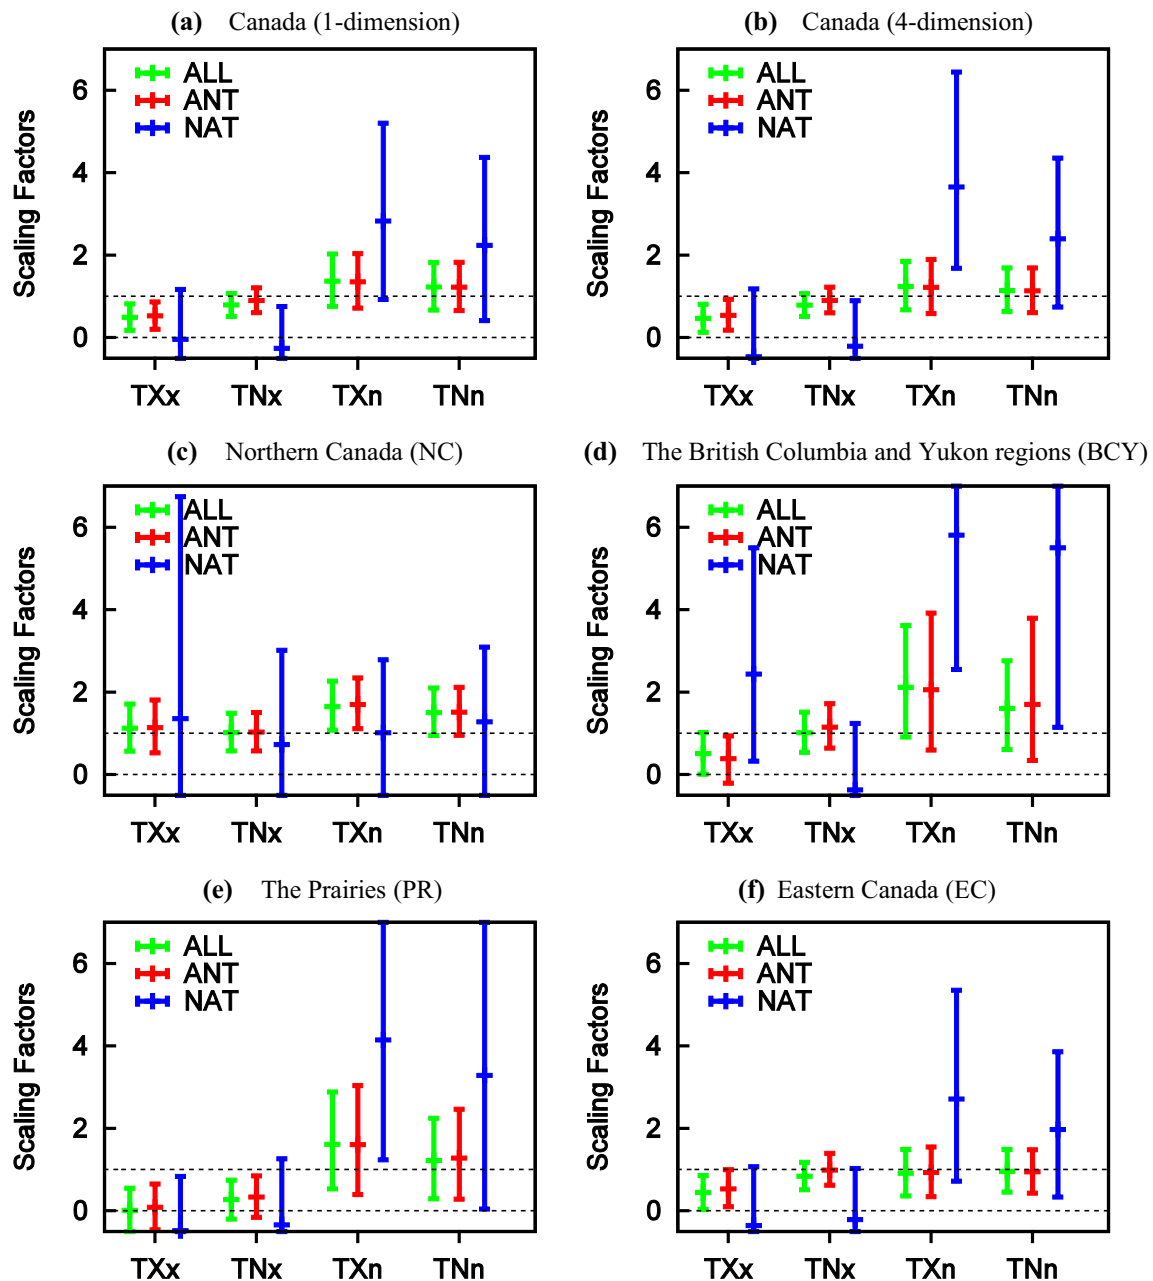 (a) Canada (1-dimension)
Scaling Factors
6
4
2
0
ALL
ANT
NAT
TXx TNx TXn TNn
(b) Canada (4-dimension)
Scaling Factors
6
4
2
0
ALL
ANT
NAT
TXx TNx TXn TNn
(c) Northern Canada (NC)
Scaling Factors
6
4
2
0
ALL
ANT
NAT
TXx TNx TXn TNn
(d) The British Columbia and Yukon regions (BCY)
Scaling Factors
6
4
2
0
ALL
ANT
NAT
TXx TNx TXn TNn
(e) The Prairies (PR)
Scaling Factors
6
4
2
0
ALL
ANT
NAT
TXx TNx TXn TNn
(f) Eastern Canada (EC)
Scaling Factors
6
4
2
0
ALL
ANT
NAT
TXx TNx TXn TNn